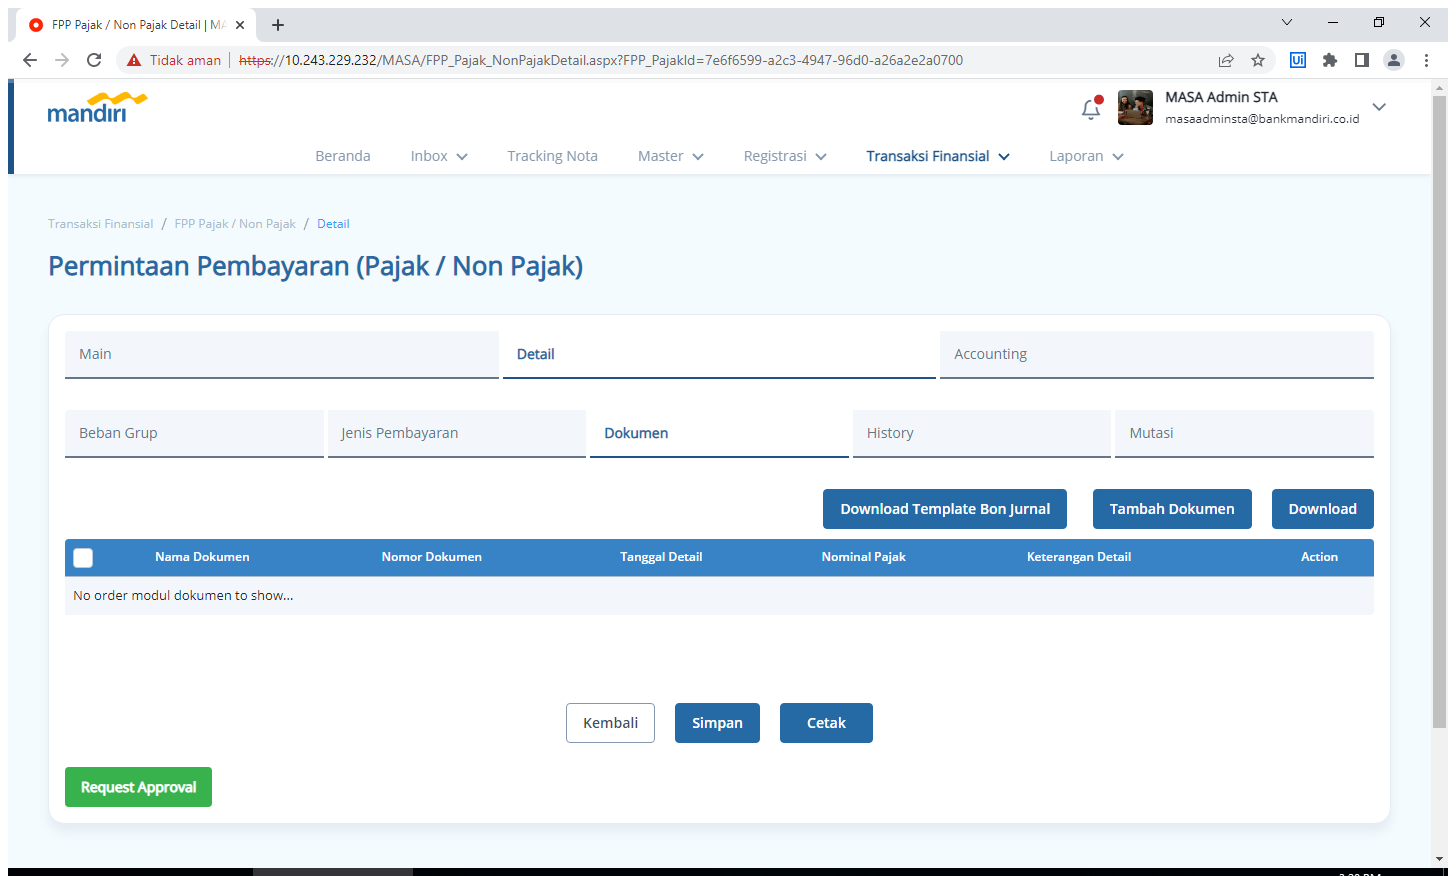 FPP Pajak / Non Pajak Detail | MA
Tidak aman
https://10.243.229.232/MASA/FPP_Pajak_NonPajakDetail.aspx?FPP_PajakId=7e6f6599-a2c3-4947-96d0-a26a2e2a0700
Ui
mandiri
MASA Admin STA
masaadminsta@bankmandiri.co.id
Beranda Inbox Tracking Nota Master Registrasi Transaksi Finansial Laporan
Transaksi Finansial / FPP Pajak / Non Pajak / Detail
Permintaan Pembayaran (Pajak / Non Pajak)
Main Detail Accounting
Beban Grup Jenis Pembayaran Dokumen History Mutasi
Download Template Bon Jurnal Tambah Dokumen Download
Nama Dokumen Nomor Dokumen Tanggal Detail Nominal Pajak Keterangan Detail Action
No order modul dokumen to show...
Kembali Simpan Cetak
Request Approval